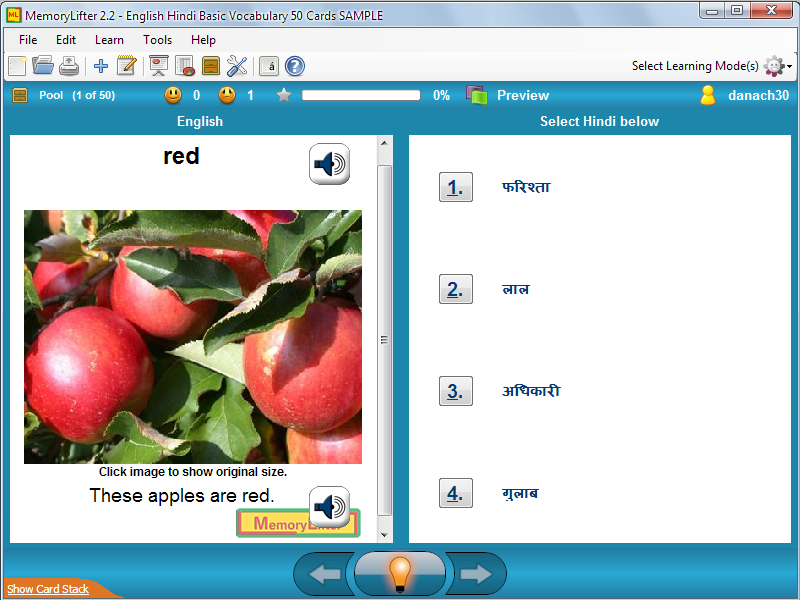 MemoryLifter 2.2 - English Hindi Basic Vocabulary 50 Cards SAMPLE
File Edit Learn Tools Help
á ? Select Learning Mode(s)
Pool (1 of 50) 0 1 0% Preview danach30
English
Select Hindi below
red
Click image to show original size.
These apples are red.
1. फरिश्ता
2. लाल
3. अधिकारी
4. गुलाब
Show Card Stack